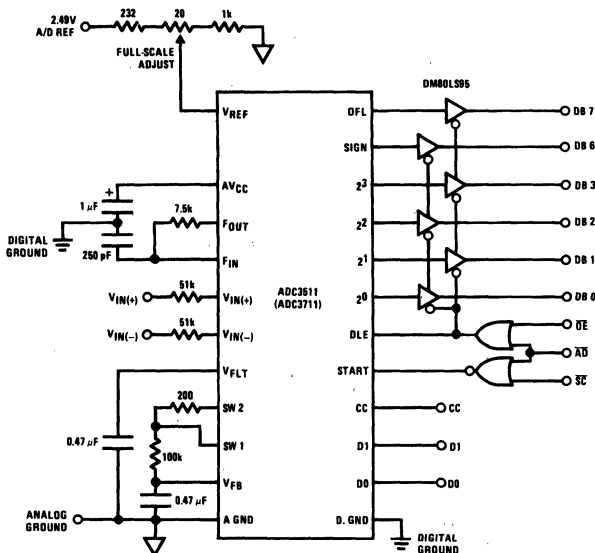 2.49V
A/D REF
232
20
1k
FULL-SCALE
ADJUST
DM80LS95
VREF
OFL
DB 7
SIGN
DB 6
AVCC
2³
DB 3
+
1 µF
7.5k
FOUT
2²
DB 2
DIGITAL
GROUND
250 pF
FIN
2¹
DB 1
51k
VIN(+)
VIN(+)
ADC3511
(ADC3711)
2⁰
DB 0
51k
VIN(−)
VIN(−)
DLE
OE
AD
VFLT
START
SC
200
SW 2
CC
CC
0.47 µF
SW 1
D1
D1
100k
VFB
D0
D0
0.47 µF
ANALOG
GROUND
A GND
D. GND
DIGITAL
GROUND